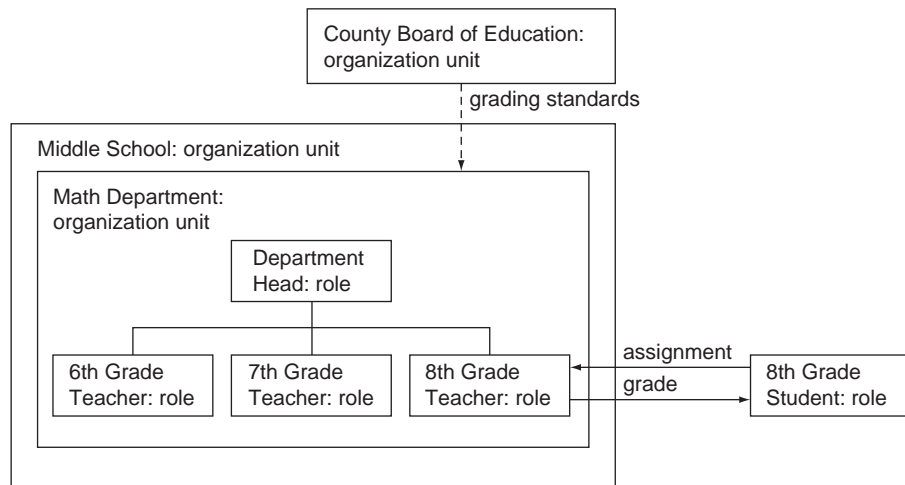 County Board of Education:
organization unit
grading standards
Middle School: organization unit
Math Department:
organization unit
Department
Head: role
6th Grade
Teacher: role
7th Grade
Teacher: role
8th Grade
Teacher: role
assignment
grade
8th Grade
Student: role